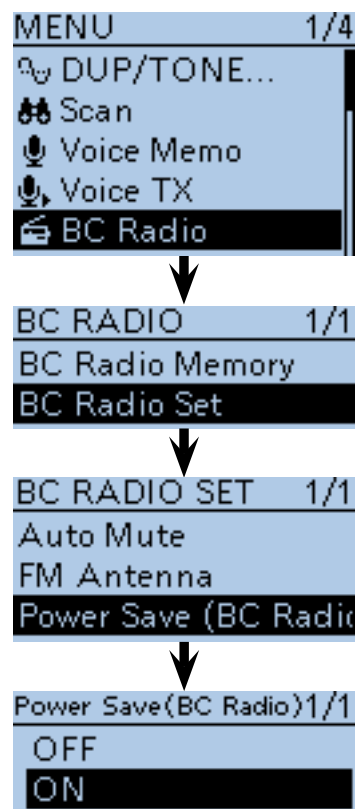 MENU 1/4
DUP/TONE...
Scan
Voice Memo
Voice TX
BC Radio
BC RADIO 1/1
BC Radio Memory
BC Radio Set
BC RADIO SET 1/1
Auto Mute
FM Antenna
Power Save (BC Radio
Power Save(BC Radio)1/1
OFF
ON